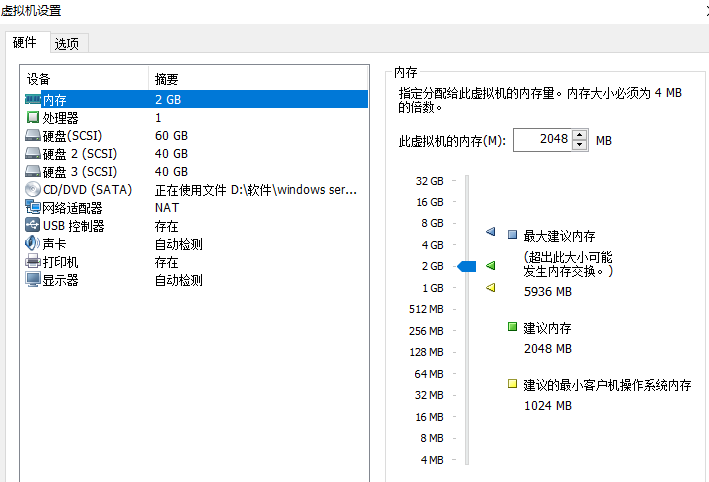 虚拟机设置
硬件 选项
设备 摘要
内存 2 GB
处理器 1
硬盘(SCSI) 60 GB
硬盘 2 (SCSI) 40 GB
硬盘 3 (SCSI) 40 GB
CD/DVD (SATA) 正在使用文件 D:\软件\windows ser...
网络适配器 NAT
USB 控制器 存在
声卡 自动检测
打印机 存在
显示器 自动检测
内存
指定分配给此虚拟机的内存量。内存大小必须为 4 MB
的倍数。
此虚拟机的内存(M): 2048 MB
32 GB
16 GB
8 GB
4 GB
2 GB
1 GB
512 MB
256 MB
128 MB
64 MB
32 MB
16 MB
8 MB
4 MB
最大建议内存
(超出此大小可能
发生内存交换。)
5936 MB
建议内存
2048 MB
建议的最小客户机操作系统内存
1024 MB